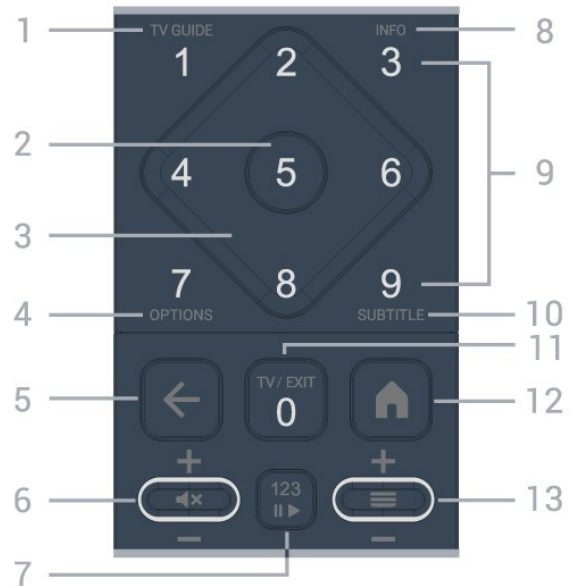 1 TV GUIDE INFO 8
1 2 3
2
4 5 6 9
3
7 8 9
4 OPTIONS SUBTITLE 10
11
TV / EXIT
5 0 12
+ +
6 123 13
- -
7